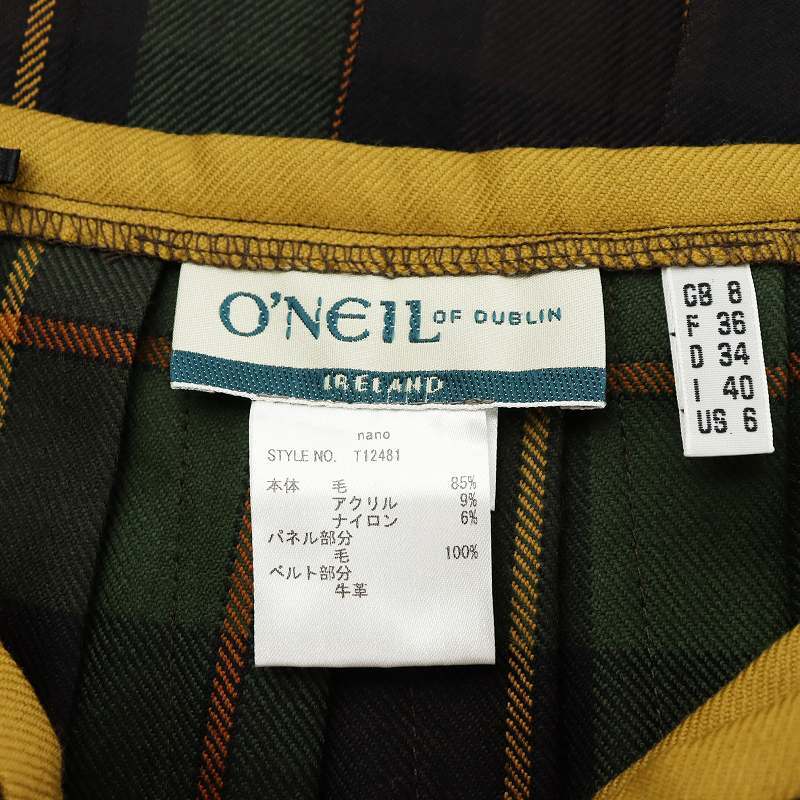 O'NEIL OF DUBLIN
IRELAND
GB 8
F 36
D 34
I 40
US 6
nano
STYLE NO. T12481
本体 毛 85%
アクリル 9%
ナイロン 6%
パネル部分
毛 100%
ベルト部分
牛革